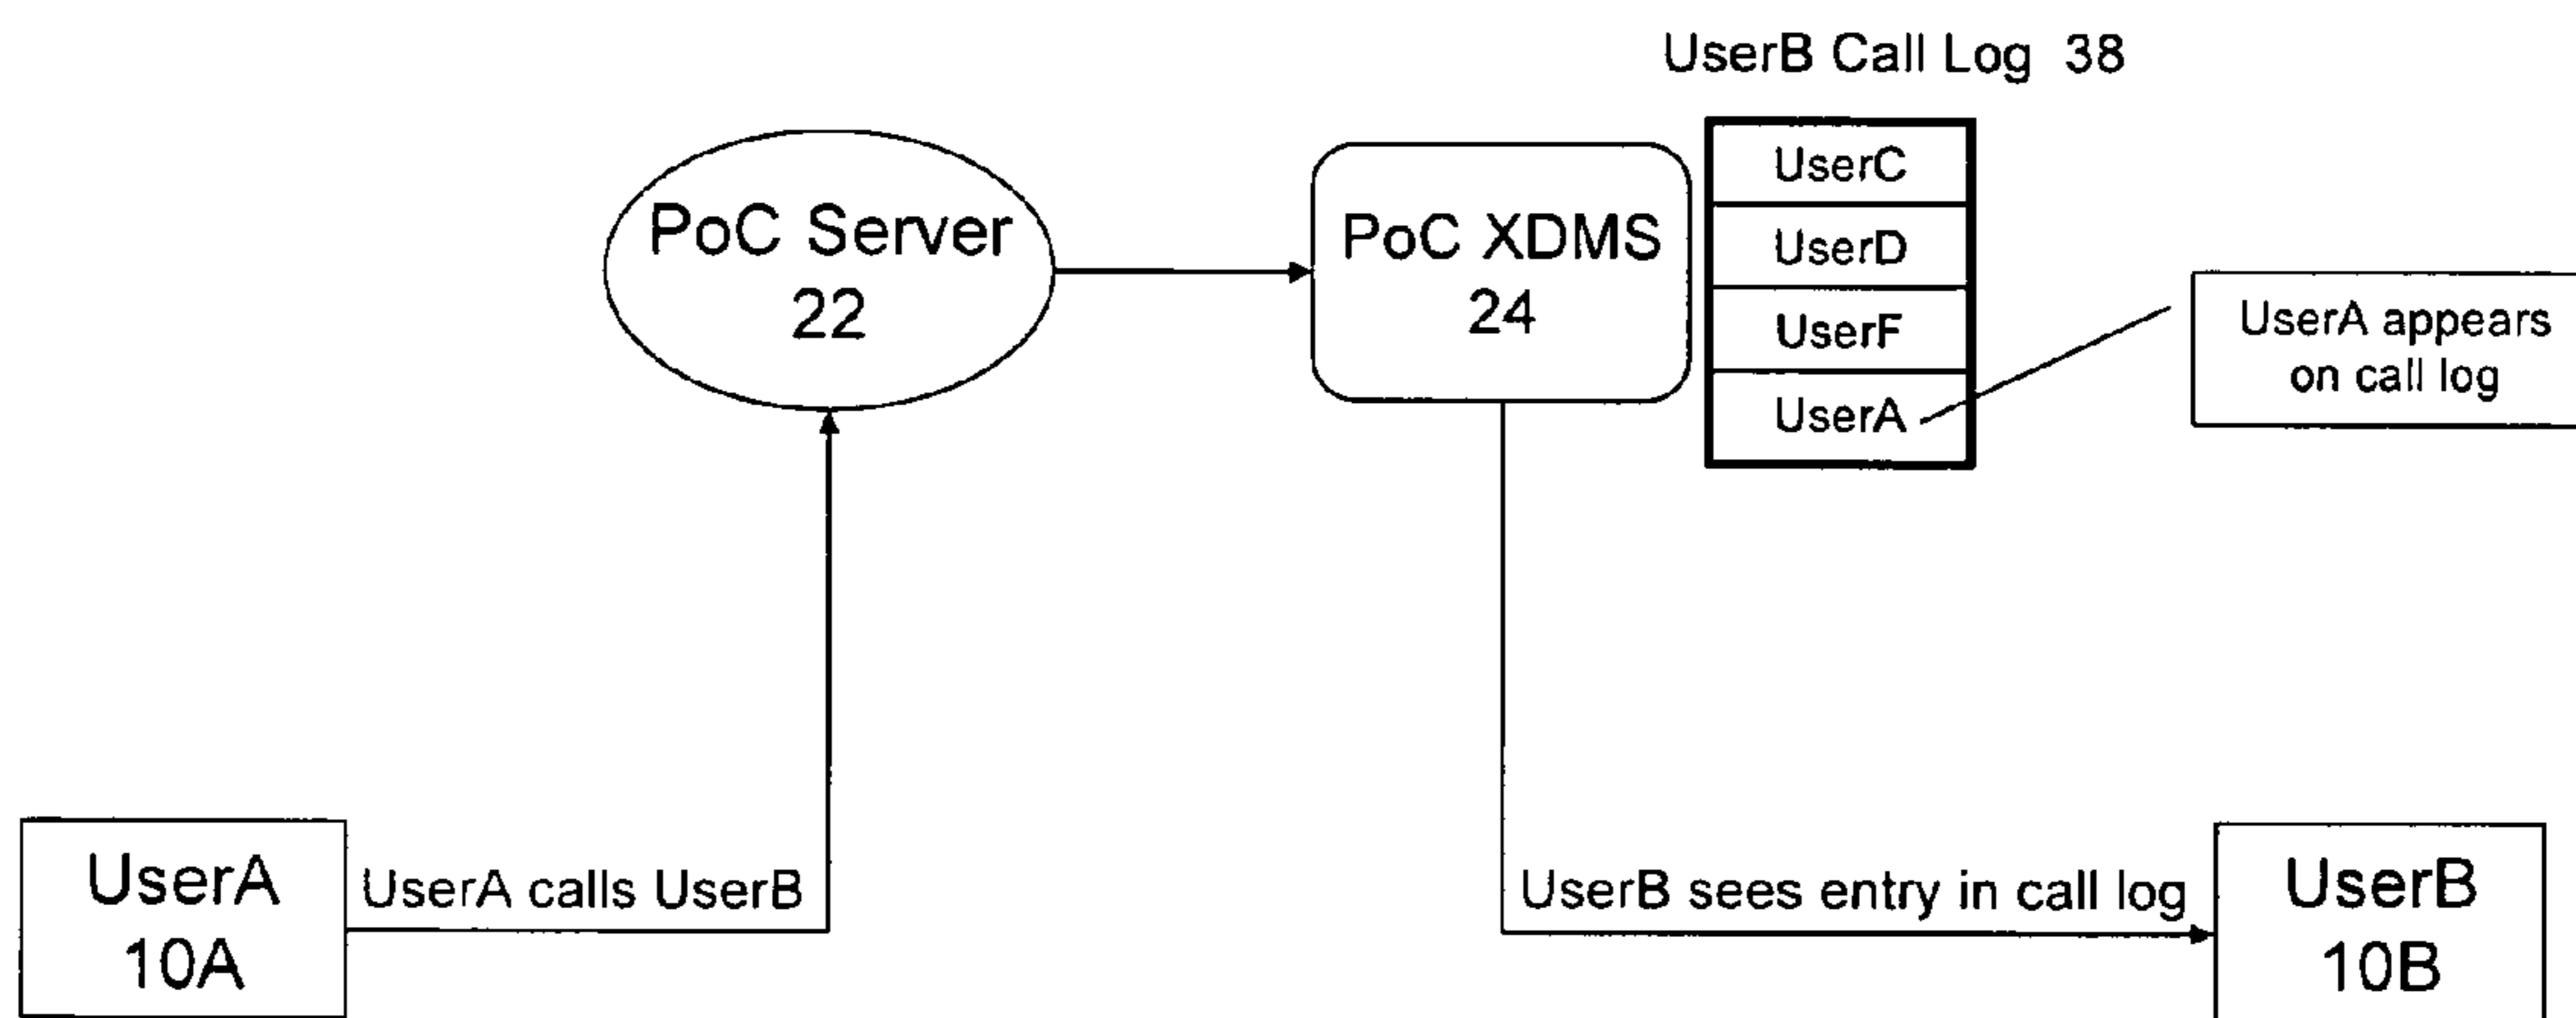 UserB Call Log 38
PoC Server
22
PoC XDMS
24
UserC
UserD
UserF
UserA
UserA appears
on call log
UserA
10A
UserA calls UserB
UserB sees entry in call log
UserB
10B